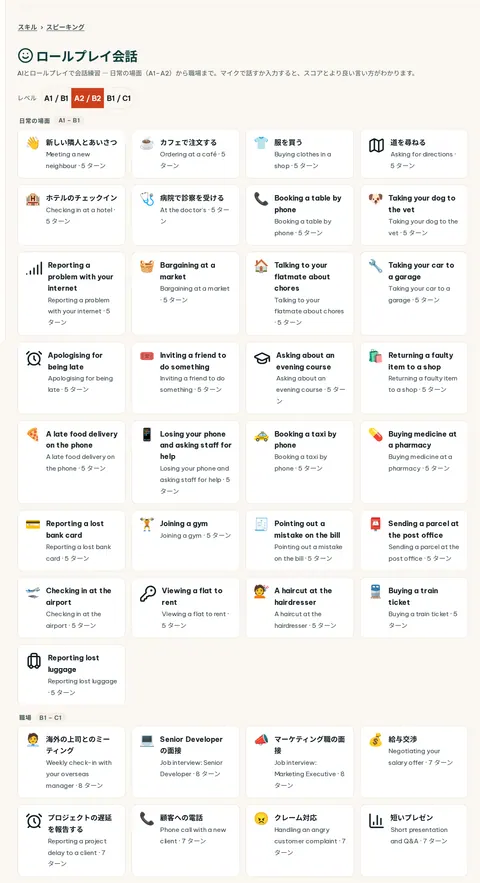 スキル › スピーキング
ロールプレイ会話
AIとロールプレイで会話練習 — 日常の場面（A1–A2）から職場まで。マイクで話すか入力すると、スコアとより良い言い方がわかります。
レベル A1 / B1 A2 / B2 B1 / C1
日常の場面 A1 – B1
新しい隣人とあいさつ
Meeting a new
neighbour · 5 ターン
カフェで注文する
Ordering at a café · 5
ターン
服を買う
Buying clothes in a
shop · 5 ターン
道を尋ねる
Asking for directions ·
5 ターン
ホテルのチェックイン
Checking in at a hotel ·
5 ターン
病院で診察を受ける
At the doctor's · 5 ター
ン
Booking a table by
phone
Booking a table by
phone · 5 ターン
Taking your dog to
the vet
Taking your dog to the
vet · 5 ターン
Reporting a
problem with your
internet
Reporting a problem
with your internet · 5
ターン
Bargaining at a
market
Bargaining at a market
· 5 ターン
Talking to your
flatmate about
chores
Talking to your
flatmate about chores
· 5 ターン
Taking your car to
a garage
Taking your car to a
garage · 5 ターン
Apologising for
being late
Apologising for being
late · 5 ターン
Inviting a friend to
do something
Inviting a friend to do
something · 5 ターン
Asking about an
evening course
Asking about an
evening course · 5 ター
ン
Returning a faulty
item to a shop
Returning a faulty item
to a shop · 5 ターン
A late food delivery
on the phone
A late food delivery on
the phone · 5 ターン
Losing your phone
and asking staff for
help
Losing your phone and
asking staff for help · 5
ターン
Booking a taxi by
phone
Booking a taxi by
phone · 5 ターン
Buying medicine at
a pharmacy
Buying medicine at a
pharmacy · 5 ターン
Reporting a lost
bank card
Reporting a lost bank
card · 5 ターン
Joining a gym
Joining a gym · 5 ターン
Pointing out a
mistake on the bill
Pointing out a mistake
on the bill · 5 ターン
Sending a parcel at
the post office
Sending a parcel at the
post office · 5 ターン
Checking in at the
airport
Checking in at the
airport · 5 ターン
Viewing a flat to
rent
Viewing a flat to rent ·
5 ターン
A haircut at the
hairdresser
A haircut at the
hairdresser · 5 ターン
Buying a train
ticket
Buying a train ticket · 5
ターン
Reporting lost
luggage
Reporting lost luggage
· 5 ターン
職場 B1 – C1
海外の上司とのミー
ティング
Weekly check-in with
your overseas
manager · 8 ターン
Senior Developer
の面接
Job interview: Senior
Developer · 8 ターン
マーケティング職の面
接
Job interview:
Marketing Executive · 8
ターン
給与交渉
Negotiating your
salary offer · 7 ターン
プロジェクトの遅延
を報告する
Reporting a project
delay to a client · 7
ターン
顧客への電話
Phone call with a new
client · 7 ターン
クレーム対応
Handling an angry
customer complaint · 7
ターン
短いプレゼン
Short presentation
and Q&A · 7 ターン